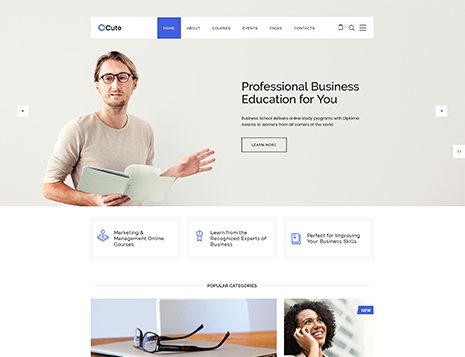 Cute
HOME ABOUT COURSES EVENTS PAGES CONTACTS
Professional Business
Education for You
Business School delivers online study programs with Diploma
Awards to learners from all corners of the world.
LEARN MORE
Marketing &
Management Online
Courses
Learn from the
Recognized Experts of
Business
Perfect for Improving
Your Business Skills
POPULAR CATEGORIES
NEW